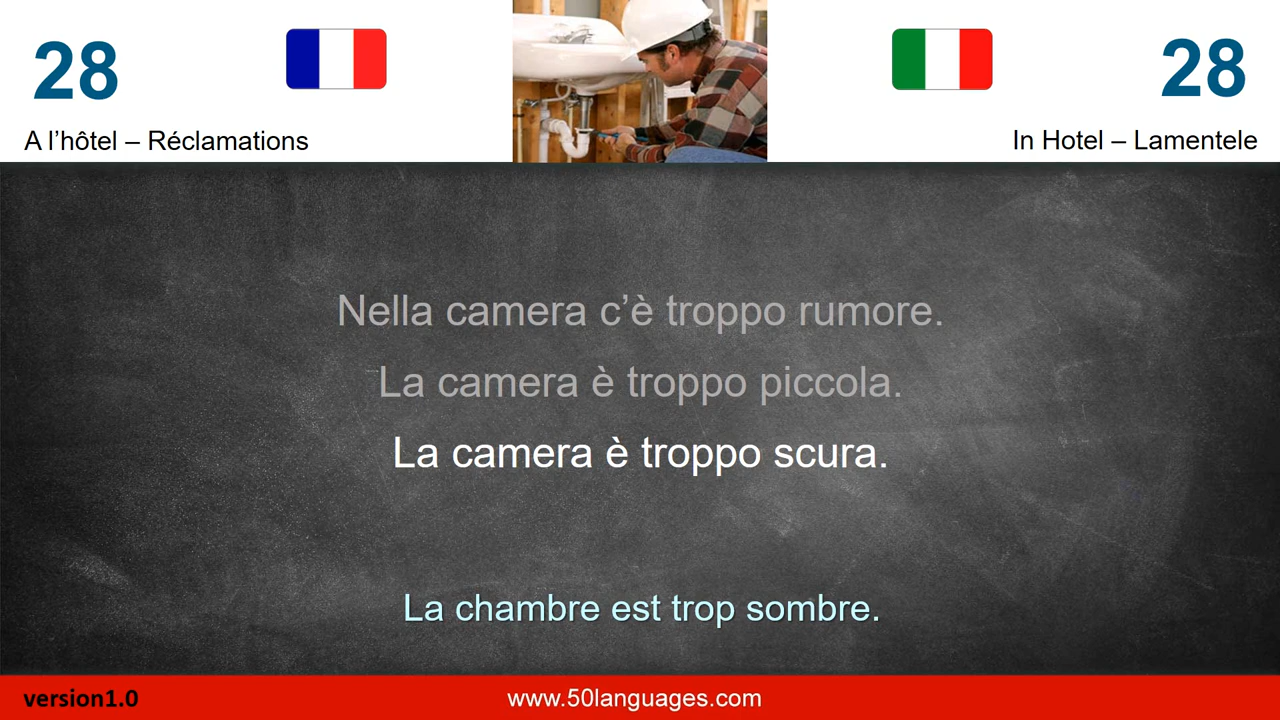 28
28
A l’hôtel – Réclamations
In Hotel – Lamentele
Nella camera c’è troppo rumore.
La camera è troppo piccola.
La camera è troppo scura.
La chambre est trop sombre.
version1.0
www.50languages.com